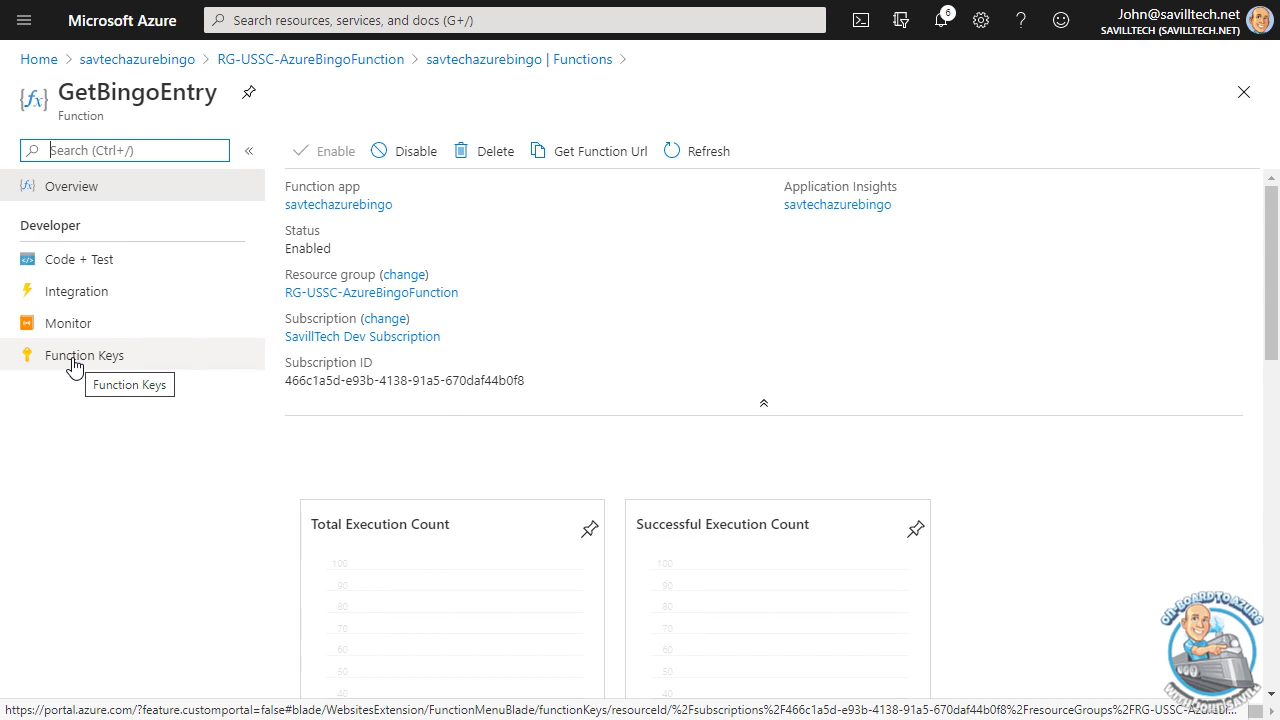 Microsoft Azure
Search resources, services, and docs (G+/)
6
John@savilltech.net
SAVILLTECH (SAVILLTECH.NET)
Home > savtechazurebingo > RG-USSC-AzureBingoFunction > savtechazurebingo | Functions >
{fx}
GetBingoEntry
Function
Search (Ctrl+/)
«
Enable
Disable
Delete
Get Function Url
Refresh
Overview
Developer
Code + Test
Integration
Monitor
Function Keys
Function Keys
Function app
savtechazurebingo
Status
Enabled
Resource group (change)
RG-USSC-AzureBingoFunction
Subscription (change)
SavillTech Dev Subscription
Subscription ID
466c1a5d-e93b-4138-91a5-670daf44b0f8
Application Insights
savtechazurebingo
Total Execution Count
100
90
80
70
60
50
40
Successful Execution Count
100
90
80
70
60
50
40
ON-BOARD TO AZURE
https://portal.azure.com/?feature.customportal=false#blade/WebsitesExtension/FunctionMenuBlade/functionKeys/resourceId/%2Fsubscriptions%2F466c1a5d-e93b-4138-91a5-670daf44b0f8%2FresourceGroups%2FRG-USSC-AzureBi...